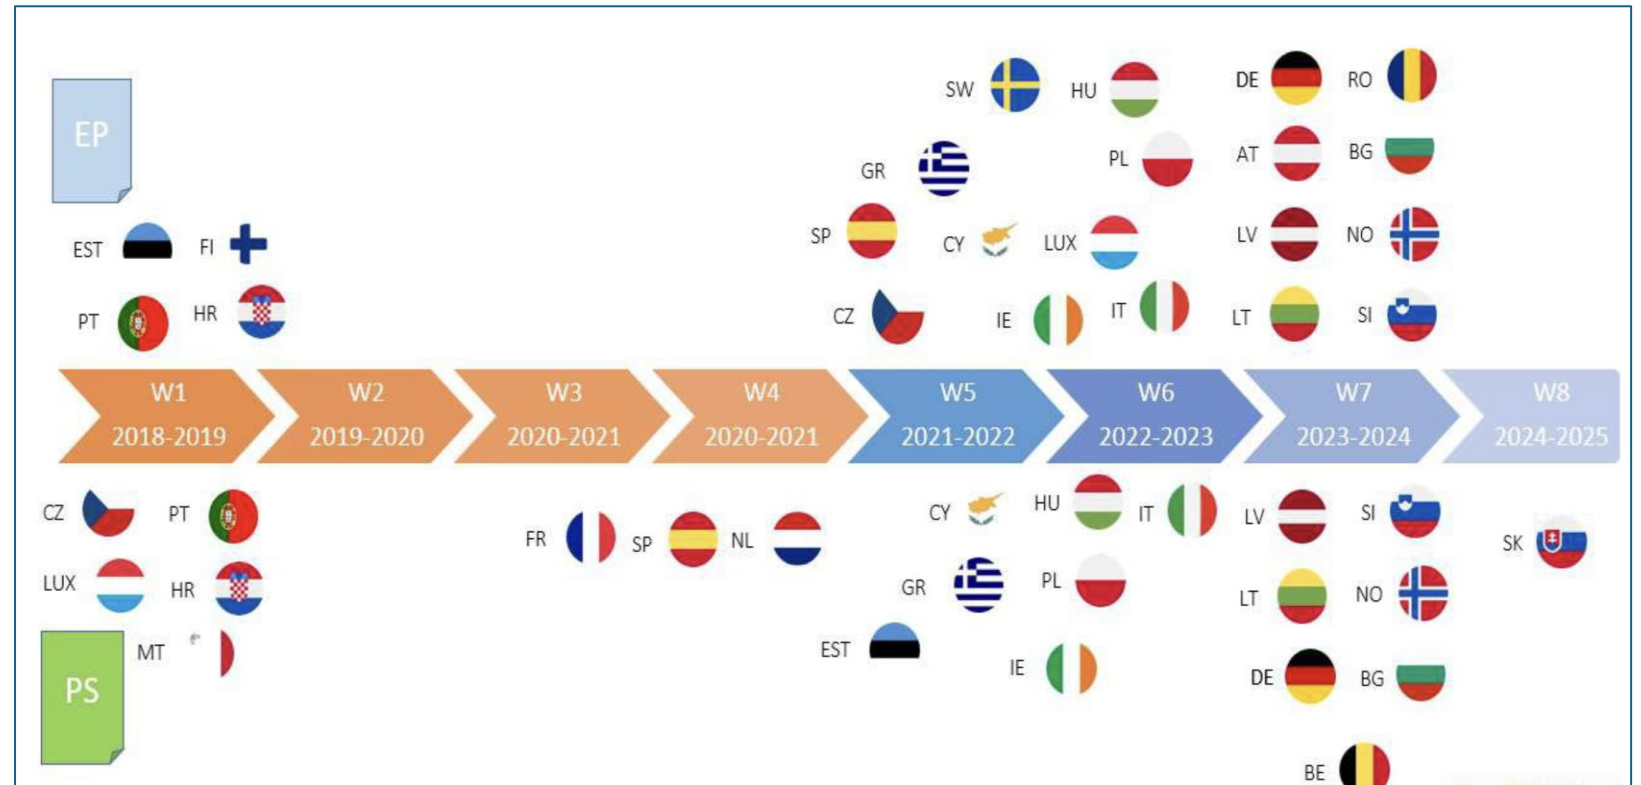 SW
HU
DE
RO
EP
PL
AT
BG
GR
EST
FI
SP
CY
LUX
LV
NO
PT
HR
CZ
IE
IT
LT
SI
W1
2018-2019
W2
2019-2020
W3
2020-2021
W4
2020-2021
W5
2021-2022
W6
2022-2023
W7
2023-2024
W8
2024-2025
CZ
PT
FR
SP
NL
CY
HU
IT
LV
SI
SK
LUX
HR
GR
PL
LT
NO
MT
EST
IE
PS
DE
BG
BE